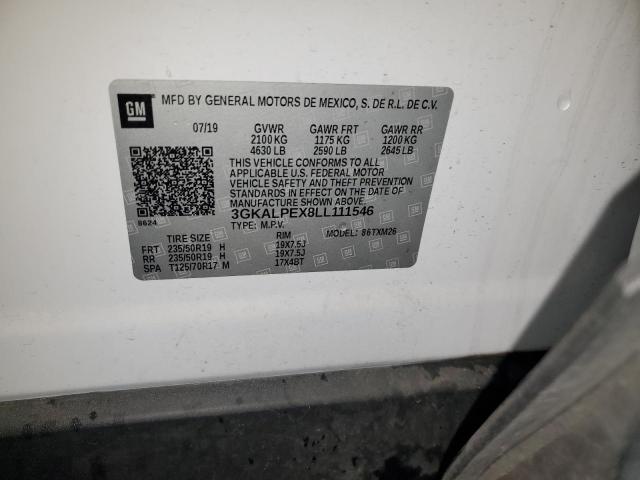 GM
MFD BY GENERAL MOTORS DE MEXICO, S. DE R.L. DE C.V.
07/19 GVWR GAWR FRT GAWR RR
2100 KG 1175 KG 1200 KG
4630 LB 2590 LB 2645 LB
THIS VEHICLE CONFORMS TO ALL
APPLICABLE U.S. FEDERAL MOTOR
VEHICLE SAFETY AND THEFT PREVENTION
STANDARDS IN EFFECT ON THE DATE OF
MANUFACTURE SHOWN ABOVE.
8624 3GKALPEX8LL111546
TYPE: M.P.V. 86TXM26
TIRE SIZE RIM
FRT 235/50R19 H 19X7.5J
RR 235/50R19 H 19X7.5J
SPA T125/70R17 M 17X4BT